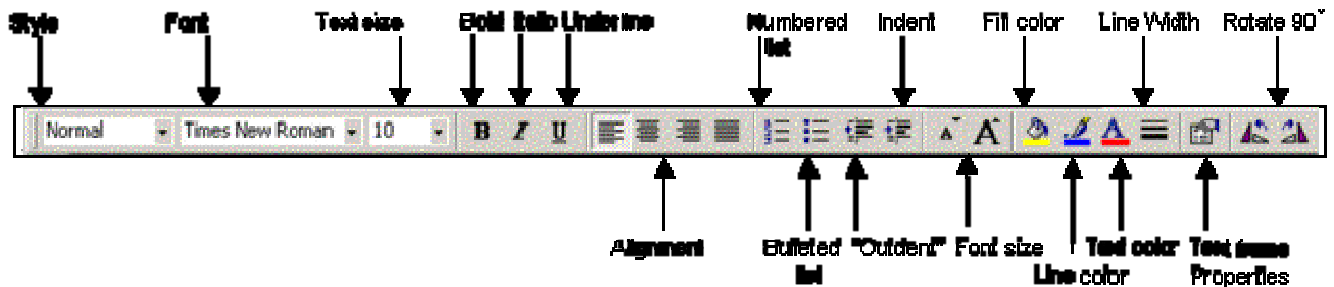 Style Font Text size Bold Italic Underline Numbered list Indent Fill color Line Width Rotate 90°
Normal Times New Roman 10 B I U A A A
Alignment Bulleted list "Outdent" Font size Line color Text color Text frame Properties